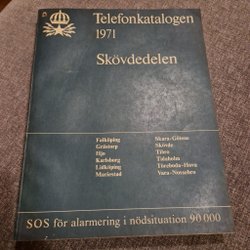 Telefonkatalogen
1971
Skövdedelen
Falköping
Grästorp
Hjo
Karlsborg
Lidköping
Mariestad
Skara-Götene
Skövde
Tibro
Tidaholm
Töreboda-Hova
Vara-Nossebro
SOS för alarmering i nödsituation 90 000